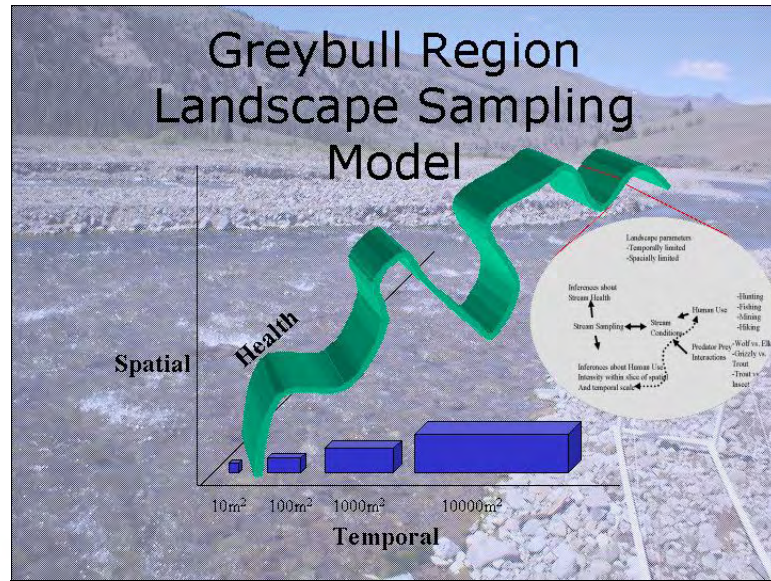 Greybull Region
Landscape Sampling
Model
Spatial
Health
10m²
100m²
1000m²
10000m²
Temporal
Landscape parameters
-Temporally limited
-Specially limited
Inferences about
Stream Health
Stream Sampling
Stream
Conditions
Human Use
-Hunting
-Fishing
-Mining
-Hiking
Predator Prey
Interactions
-Wolf vs. Elk
-Grizzly vs.
Trout
-Trout vs.
Insect
Inferences about Human Use
Intensity within slice of spatial
And temporal scale